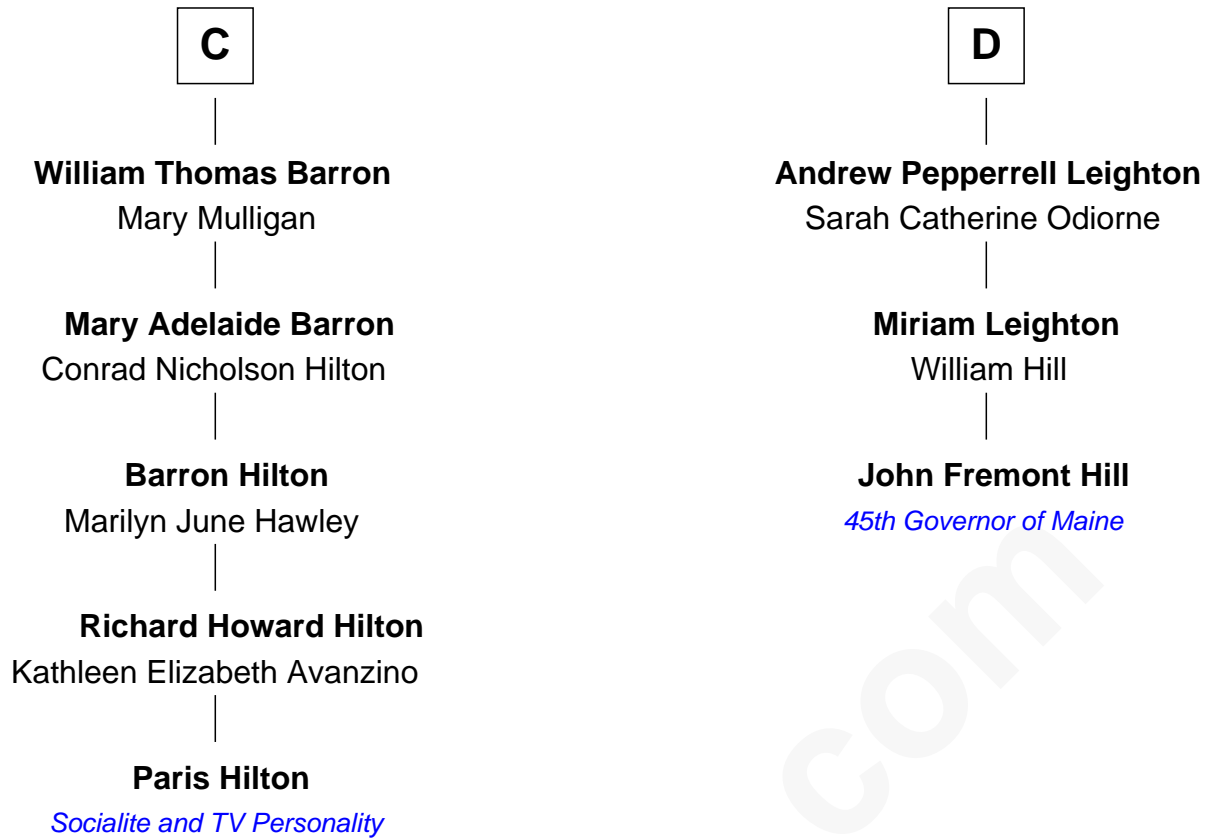 C
William Thomas Barron
Mary Mulligan
Mary Adelaide Barron
Conrad Nicholson Hilton
Barron Hilton
Marilyn June Hawley
Richard Howard Hilton
Kathleen Elizabeth Avanzino
Paris Hilton
Socialite and TV Personality
D
Andrew Pepperrell Leighton
Sarah Catherine Odiorne
Miriam Leighton
William Hill
John Fremont Hill
45th Governor of Maine
com